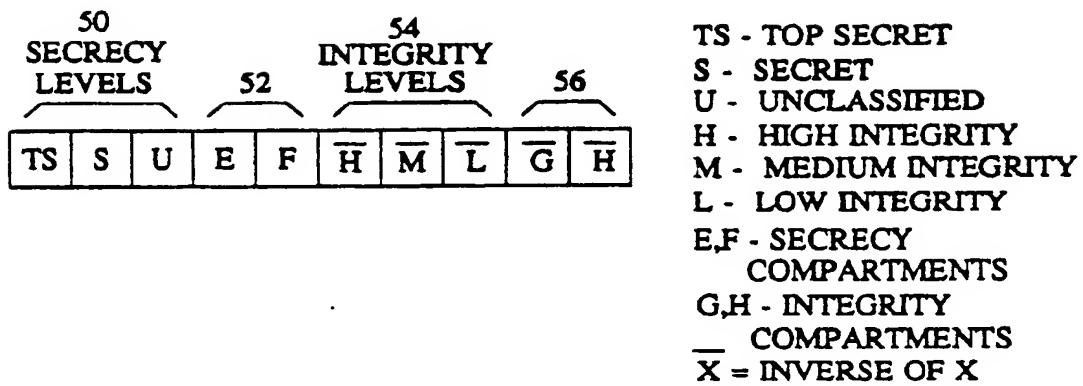 50
SECRECY
LEVELS
52
54
INTEGRITY
LEVELS
56
TS S U E F H̅ M̅ L̅ G̅ H̅
TS - TOP SECRET
S - SECRET
U - UNCLASSIFIED
H - HIGH INTEGRITY
M - MEDIUM INTEGRITY
L - LOW INTEGRITY
E,F - SECRECY
COMPARTMENTS
G,H - INTEGRITY
COMPARTMENTS
X̅ = INVERSE OF X